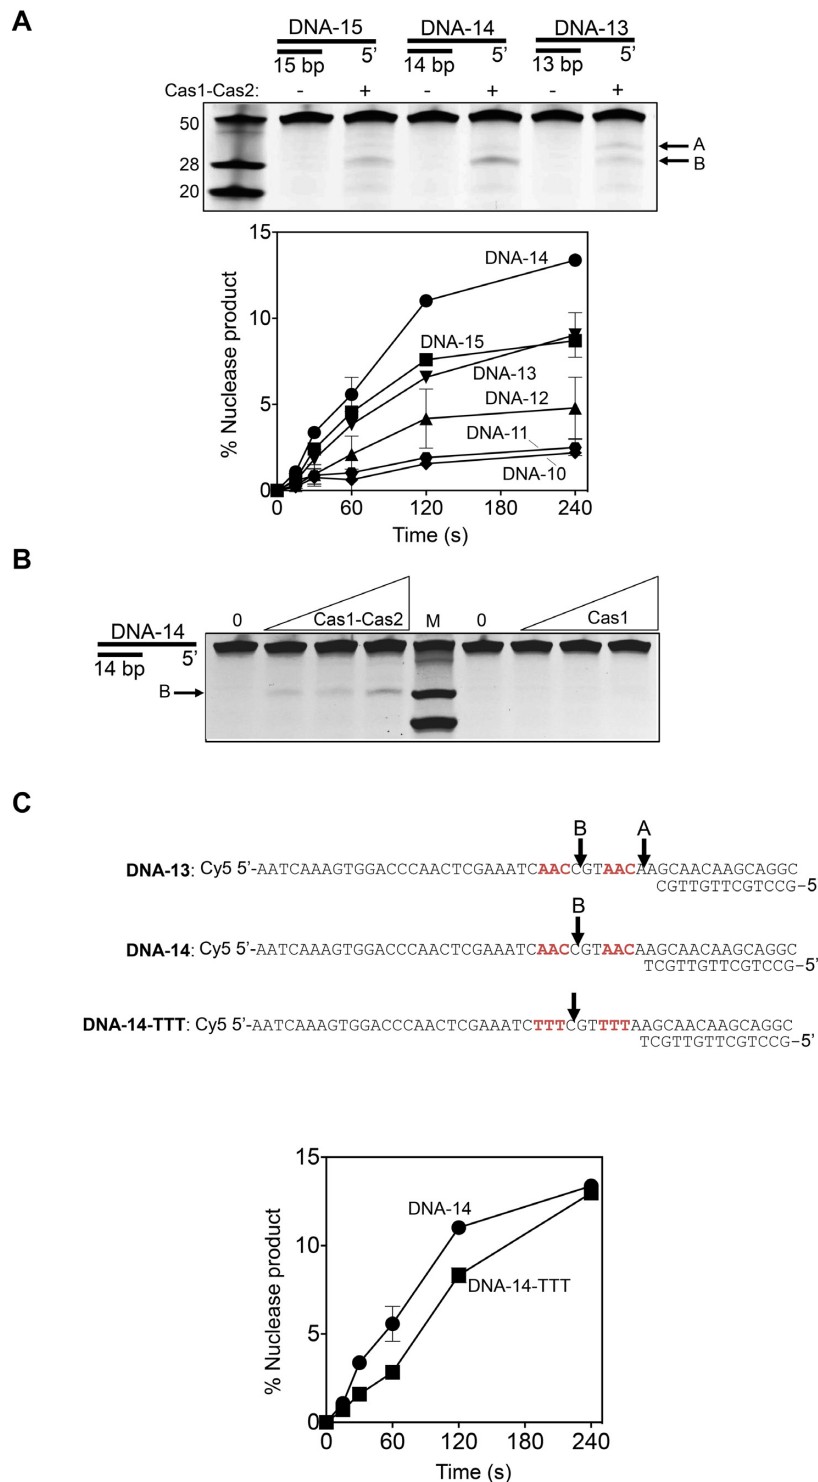 A
DNA-15 DNA-14 DNA-13
5’ 5’ 5’
15 bp 14 bp 13 bp
Cas1-Cas2: - + - + - +
50
A
28
B
20
15
DNA-14
10
DNA-15
DNA-13
DNA-12
5
DNA-11
DNA-10
0
0 60 120 180 240
% Nuclease product
Time (s)
B
0 Cas1-Cas2 M 0 Cas1
DNA-14
14 bp 5’
B
C
B A
DNA-13: Cy5 5’-AATCAAAGTGGACCCAACTCGAAATCAACCGTAACAAGCAACAAGCAGGC
CGTTGTTCGTCCG-5
B
DNA-14: Cy5 5’-AATCAAAGTGGACCCAACTCGAAATCAACCGTAACAAGCAACAAGCAGGC
TCGTTGTTCGTCCG-5’
DNA-14-TTT: Cy5 5’-AATCAAAGTGGACCCAACTCGAAATCTTTCGTTTTAAGCAACAAGCAGGC
TCGTTGTTCGTCCG-5’
15
DNA-14
10
DNA-14-TTT
5
0
0 60 120 180 240
% Nuclease product
Time (s)